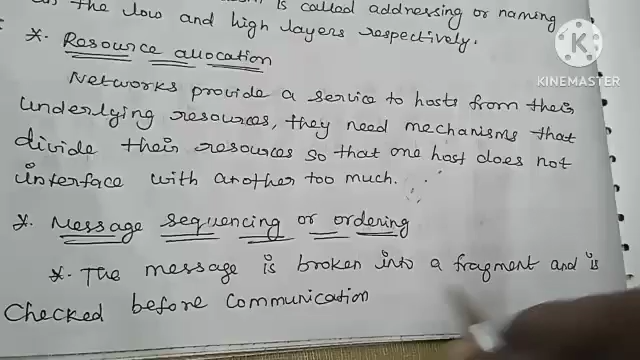 the low and high layers respectively.
is called addressing or naming
* Resource allocation
Networks provide a service to hosts from their
underlying resources, they need mechanisms that
divide their resources so that one host does not
interface with another too much.
* Message sequencing or ordering
* The message is broken into a fragment and is
checked before communication
KINEMASTER